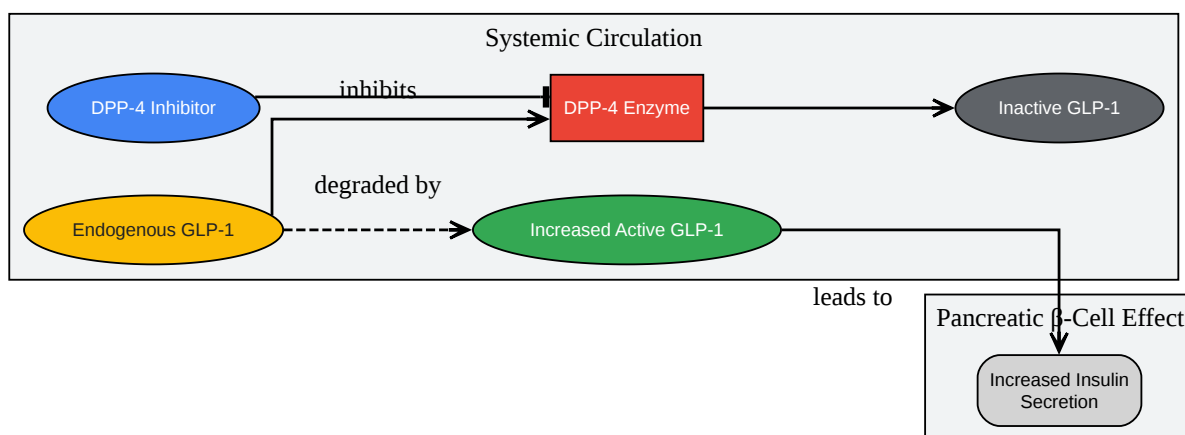 Systemic Circulation
inhibits
DPP-4 Inhibitor
DPP-4 Enzyme
Inactive GLP-1
degraded by
Endogenous GLP-1
Increased Active GLP-1
leads to
Pancreatic β-Cell Effect
Increased Insulin
Secretion